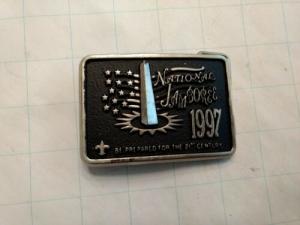 National
Jamboree
1997
BE PREPARED FOR THE 21ST CENTURY